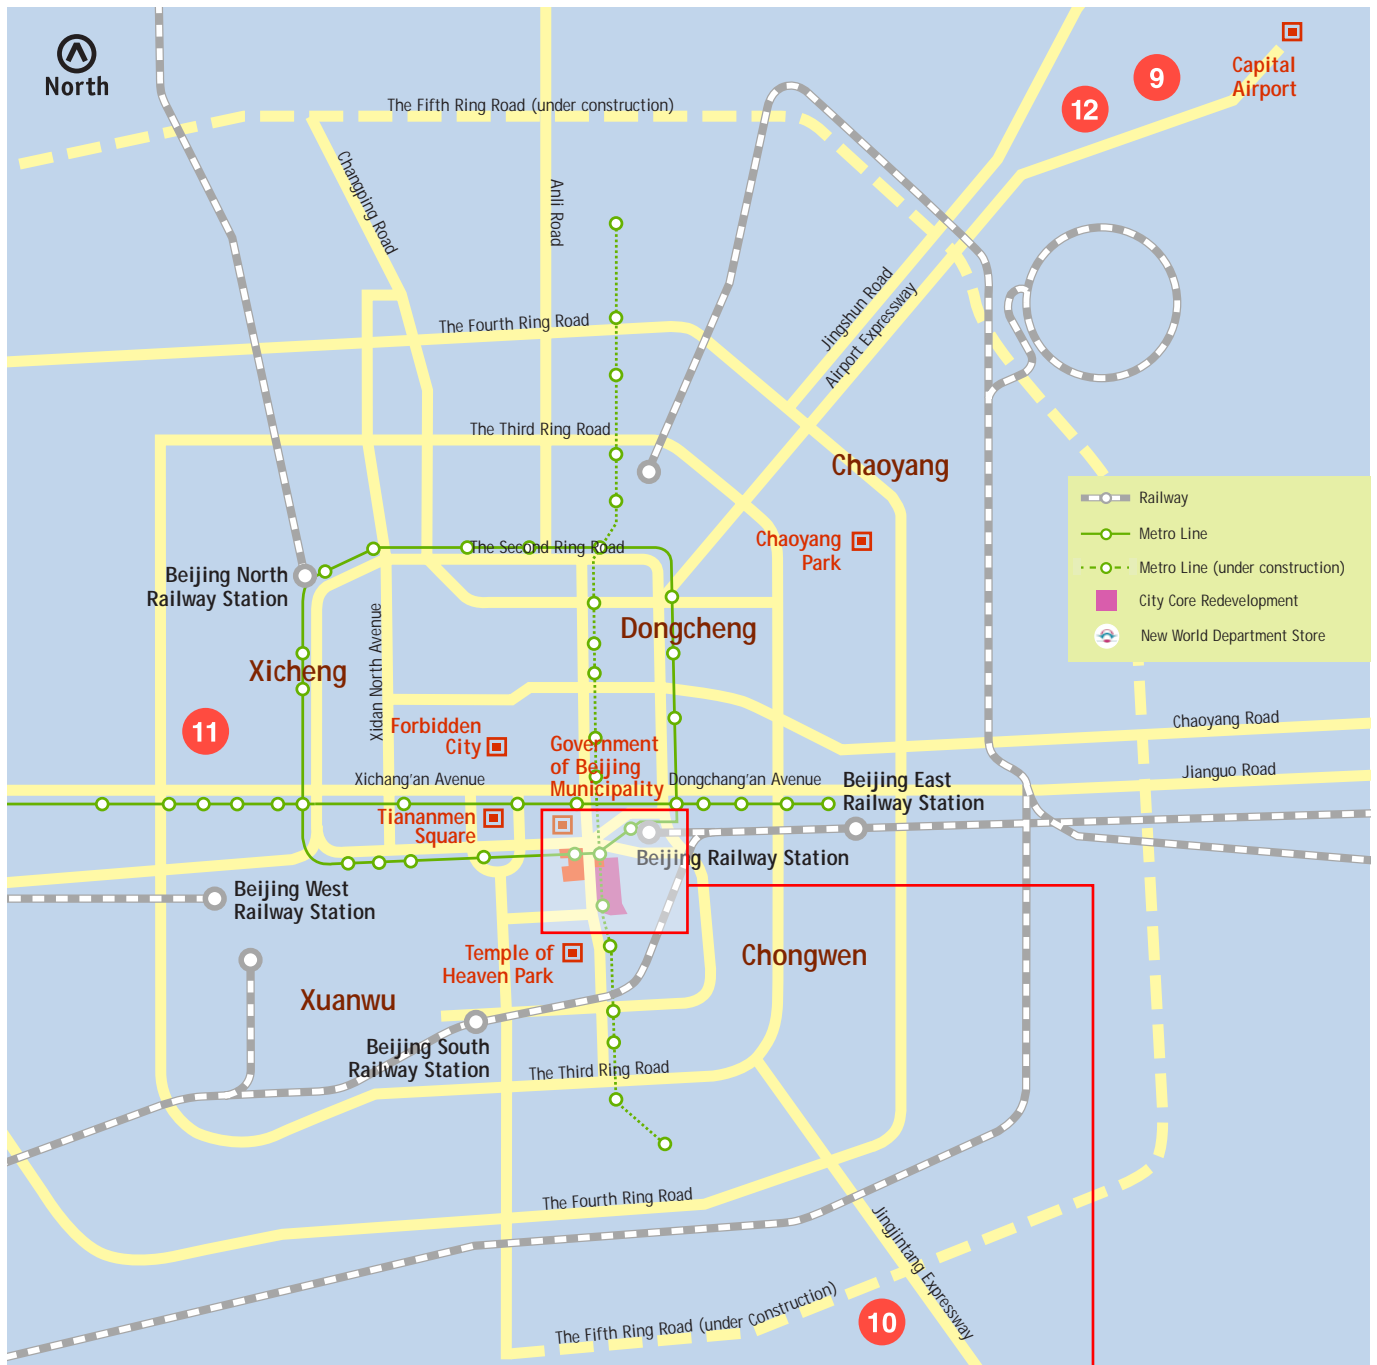 North
Capital
Airport
9
12
The Fifth Ring Road (under construction)
Changping Road
Anli Road
Jingshun Road
Airport Expressway
The Fourth Ring Road
The Third Ring Road
Chaoyang
Railway
Metro Line
Metro Line (under construction)
City Core Redevelopment
New World Department Store
Chaoyang
Park
The Second Ring Road
Beijing North
Railway Station
Xidan North Avenue
Dongcheng
Xicheng
11
Forbidden
City
Government
of Beijing
Municipality
Chaoyang Road
Jianguo Road
Xichang'an Avenue
Dongchang'an Avenue
Beijing East
Railway Station
Tiananmen
Square
Beijing Railway Station
Beijing West
Railway Station
Temple of
Heaven Park
Chongwen
Xuanwu
Beijing South
Railway Station
The Third Ring Road
The Fourth Ring Road
Jingjintang Expressway
The Fifth Ring Road (under Construction)
10